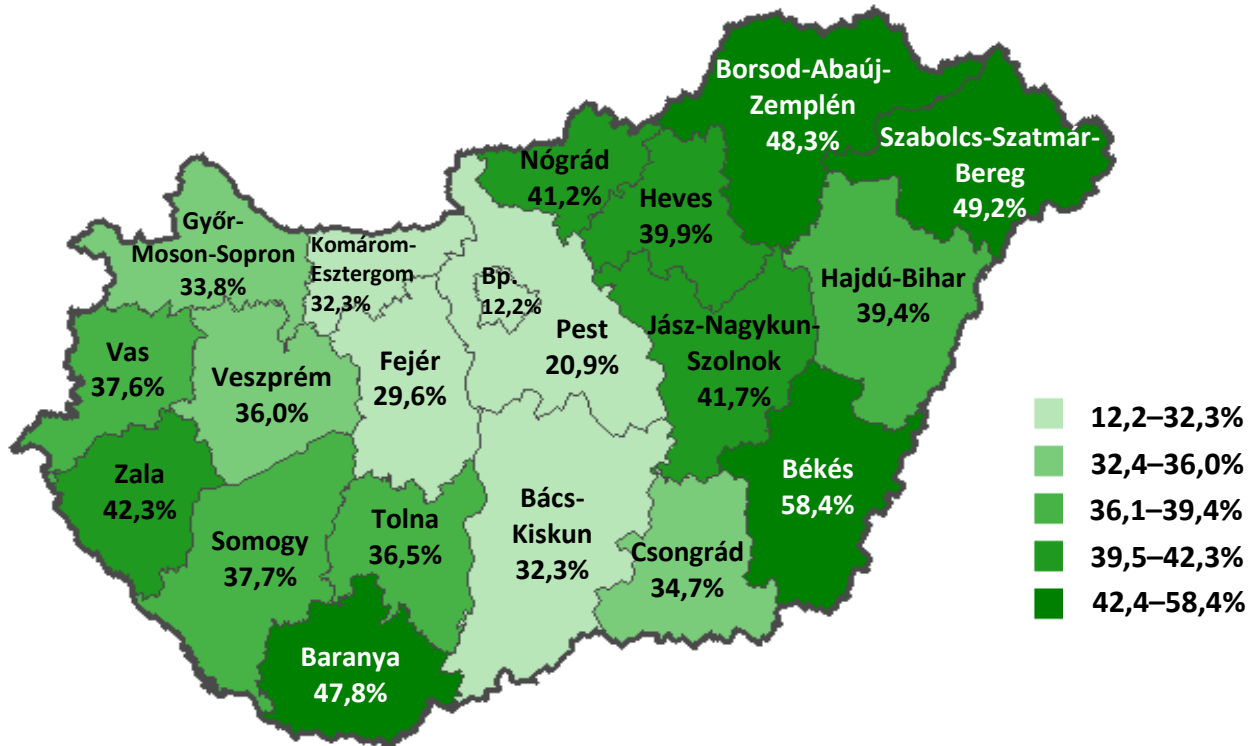 Borsod-Abaúj-
Zemplén
48,3%
Szabolcs-Szatmár-
Bereg
49,2%
Nógrád
41,2%
Heves
39,9%
Győr-
Moson-Sopron
33,8%
Komárom-
Esztergom
32,3%
Bp.
12,2%
Pest
20,9%
Hajdú-Bihar
39,4%
Jász-Nagykun-
Szolnok
41,7%
Vas
37,6%
Veszprém
36,0%
Fejér
29,6%
Zala
42,3%
Somogy
37,7%
Tolna
36,5%
Bács-
Kiskun
32,3%
Csongrád
34,7%
Békés
58,4%
Baranya
47,8%
12,2–32,3%
32,4–36,0%
36,1–39,4%
39,5–42,3%
42,4–58,4%